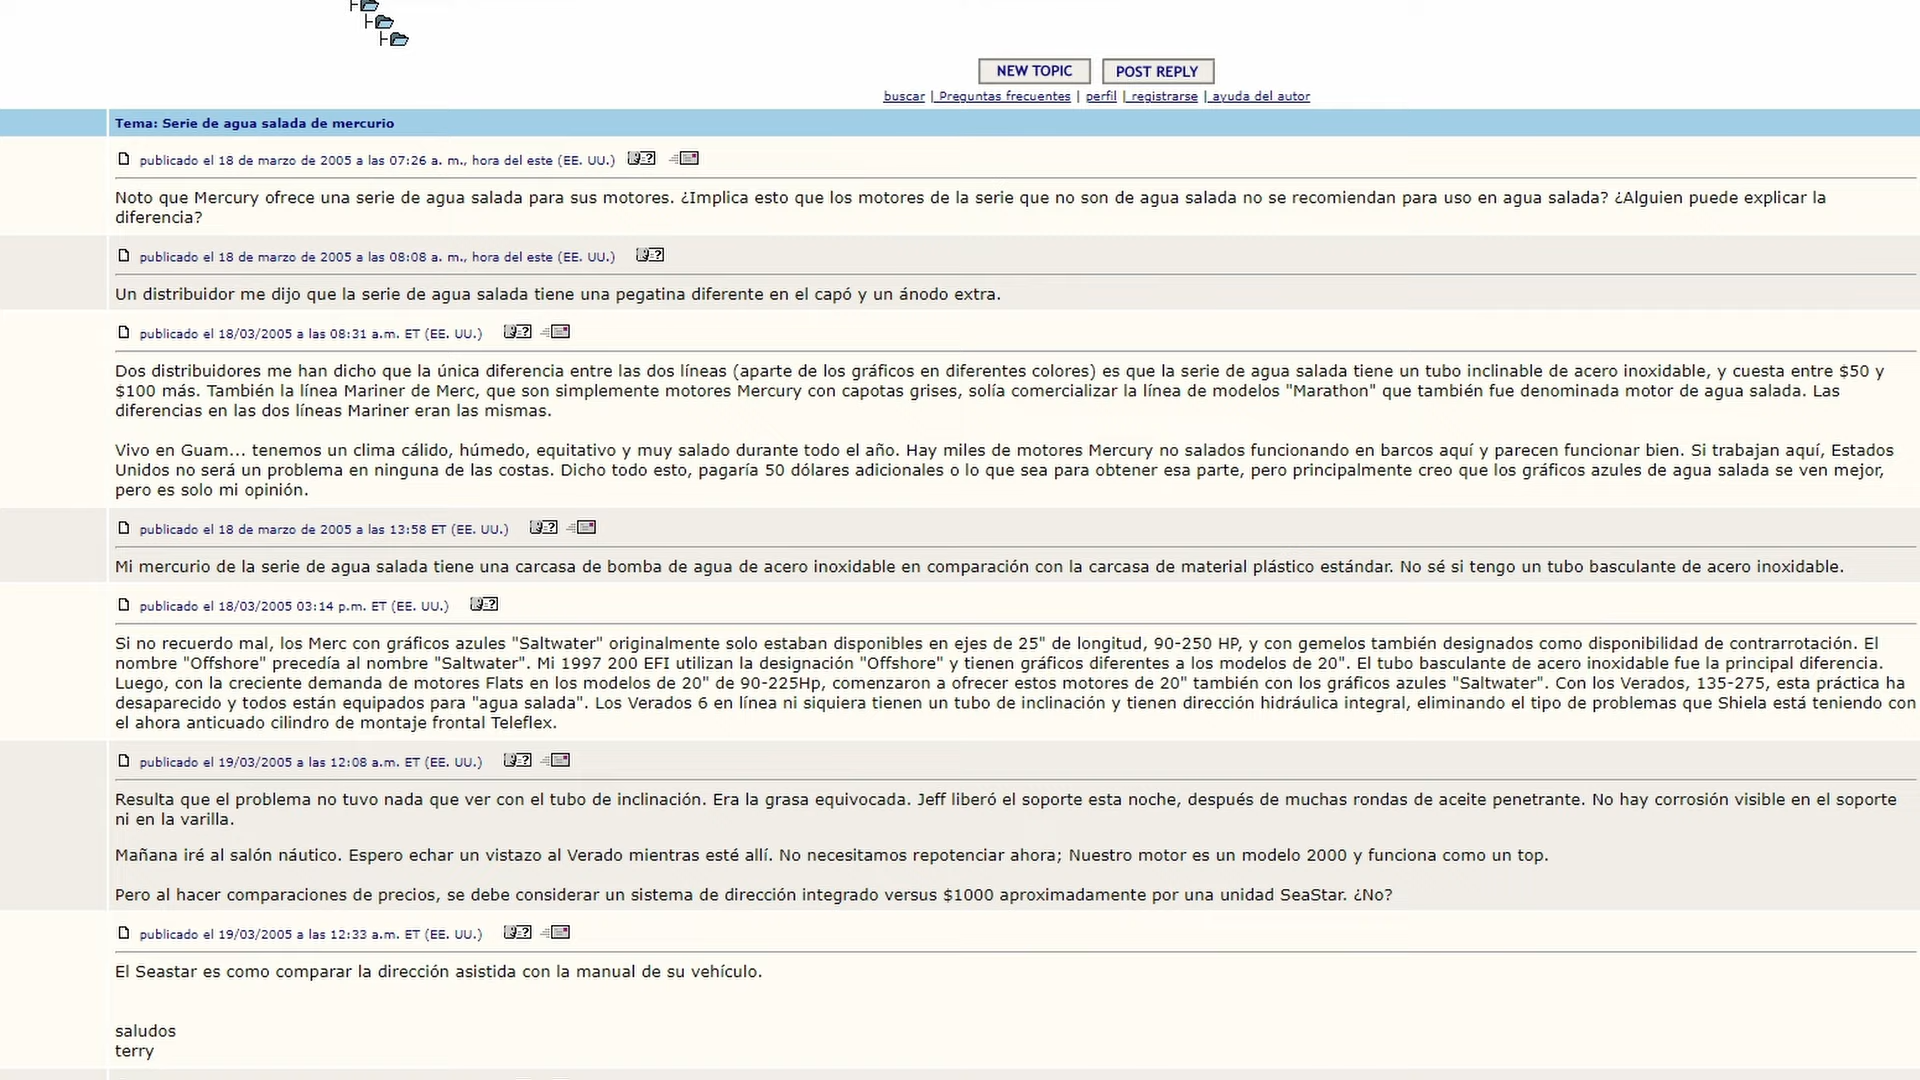 NEW TOPIC POST REPLY
buscar | Preguntas frecuentes | perfil | registrarse | ayuda del autor
Tema: Serie de agua salada de mercurio
publicado el 18 de marzo de 2005 a las 07:26 a. m., hora del este (EE. UU.)
Noto que Mercury ofrece una serie de agua salada para sus motores. ¿Implica esto que los motores de la serie que no son de agua salada no se recomiendan para uso en agua salada? ¿Alguien puede explicar la
diferencia?
publicado el 18 de marzo de 2005 a las 08:08 a. m., hora del este (EE. UU.)
Un distribuidor me dijo que la serie de agua salada tiene una pegatina diferente en el capó y un ánodo extra.
publicado el 18/03/2005 a las 08:31 a.m. ET (EE. UU.)
Dos distribuidores me han dicho que la única diferencia entre las dos líneas (aparte de los gráficos en diferentes colores) es que la serie de agua salada tiene un tubo inclinable de acero inoxidable, y cuesta entre $50 y
$100 más. También la línea Mariner de Merc, que son simplemente motores Mercury con capotas grises, solía comercializar la línea de modelos "Marathon" que también fue denominada motor de agua salada. Las
diferencias en las dos líneas Mariner eran las mismas.
Vivo en Guam... tenemos un clima cálido, húmedo, equitativo y muy salado durante todo el año. Hay miles de motores Mercury no salados funcionando en barcos aquí y parecen funcionar bien. Si trabajan aquí, Estados
Unidos no será un problema en ninguna de las costas. Dicho todo esto, pagaría 50 dólares adicionales o lo que sea para obtener esa parte, pero principalmente creo que los gráficos azules de agua salada se ven mejor,
pero es solo mi opinión.
publicado el 18 de marzo de 2005 a las 13:58 ET (EE. UU.)
Mi mercurio de la serie de agua salada tiene una carcasa de bomba de agua de acero inoxidable en comparación con la carcasa de material plástico estándar. No sé si tengo un tubo basculante de acero inoxidable.
publicado el 18/03/2005 03:14 p.m. ET (EE. UU.)
Si no recuerdo mal, los Merc con gráficos azules "Saltwater" originalmente solo estaban disponibles en ejes de 25" de longitud, 90-250 HP, y con gemelos también designados como disponibilidad de contrarrotación. El
nombre "Offshore" precedía al nombre "Saltwater". Mi 1997 200 EFI utilizan la designación "Offshore" y tienen gráficos diferentes a los modelos de 20". El tubo basculante de acero inoxidable fue la principal diferencia.
Luego, con la creciente demanda de motores Flats en los modelos de 20" de 90-225Hp, comenzaron a ofrecer estos motores de 20" también con los gráficos azules "Saltwater". Con los Verados, 135-275, esta práctica ha
desaparecido y todos están equipados para "agua salada". Los Verados 6 en línea ni siquiera tienen un tubo de inclinación y tienen dirección hidráulica integral, eliminando el tipo de problemas que Shiela está teniendo con
el ahora anticuado cilindro de montaje frontal Teleflex.
publicado el 19/03/2005 a las 12:08 a.m. ET (EE. UU.)
Resulta que el problema no tuvo nada que ver con el tubo de inclinación. Era la grasa equivocada. Jeff liberó el soporte esta noche, después de muchas rondas de aceite penetrante. No hay corrosión visible en el soporte
ni en la varilla.
Mañana iré al salón náutico. Espero echar un vistazo al Verado mientras esté allí. No necesitamos repotenciar ahora; Nuestro motor es un modelo 2000 y funciona como un top.
Pero al hacer comparaciones de precios, se debe considerar un sistema de dirección integrado versus $1000 aproximadamente por una unidad SeaStar. ¿No?
publicado el 19/03/2005 a las 12:33 a.m. ET (EE. UU.)
El Seastar es como comparar la dirección asistida con la manual de su vehículo.
saludos
terry